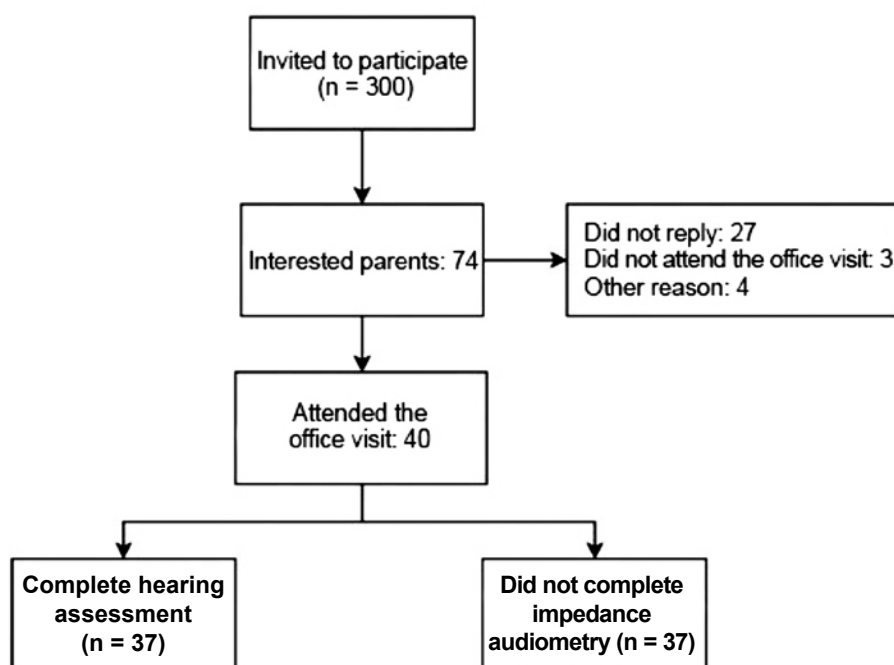 Invited to participate
(n = 300)
Interested parents: 74
Did not reply: 27
Did not attend the office visit: 3
Other reason: 4
Attended the
office visit: 40
Complete hearing
assessment
(n = 37)
Did not complete
impedance
audiometry (n = 37)